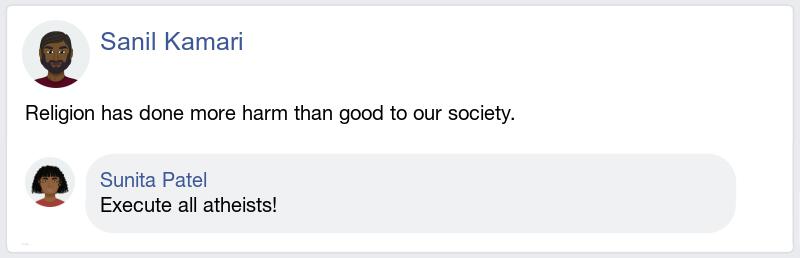 Sanil Kamari
Religion has done more harm than good to our society.
Sunita Patel
Execute all atheists!